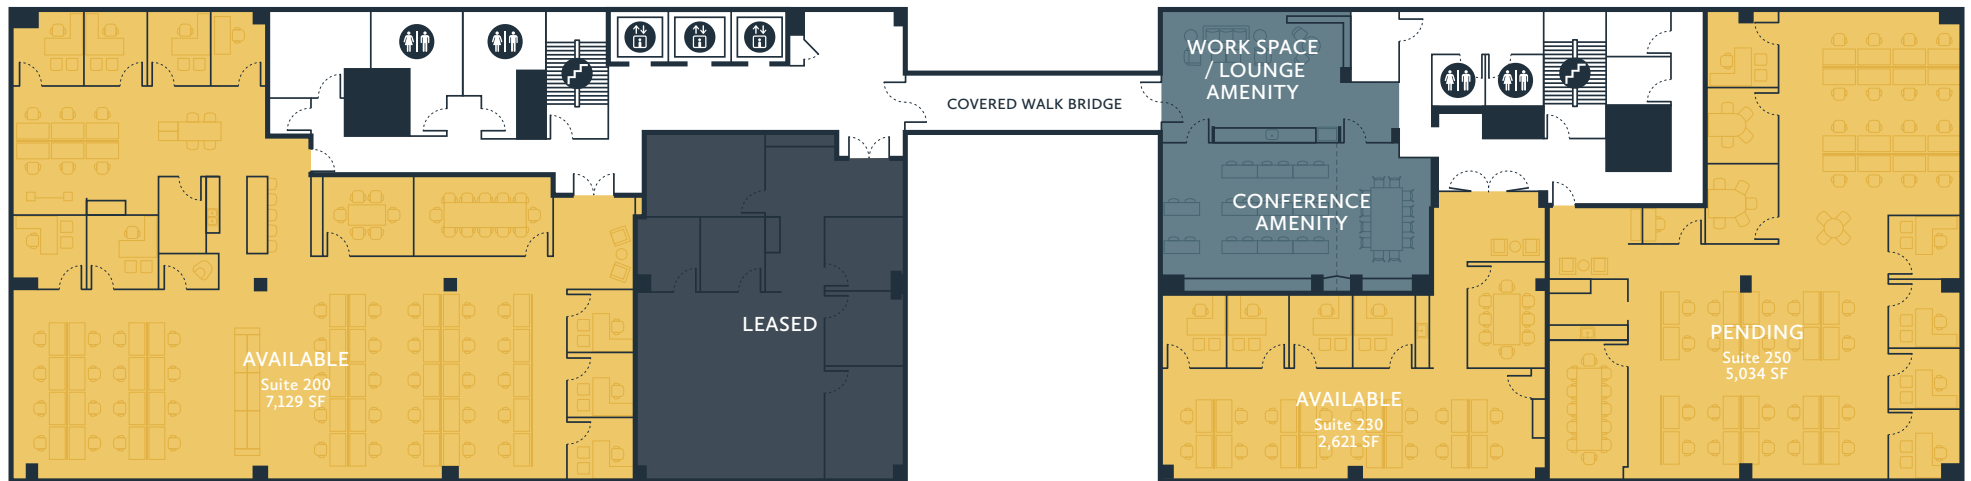 WORK SPACE
/ LOUNGE
AMENITY
COVERED WALK BRIDGE
CONFERENCE
AMENITY
LEASED
PENDING
Suite 250
5,034 SF
AVAILABLE
Suite 200
7,129 SF
AVAILABLE
Suite 230
2,621 SF